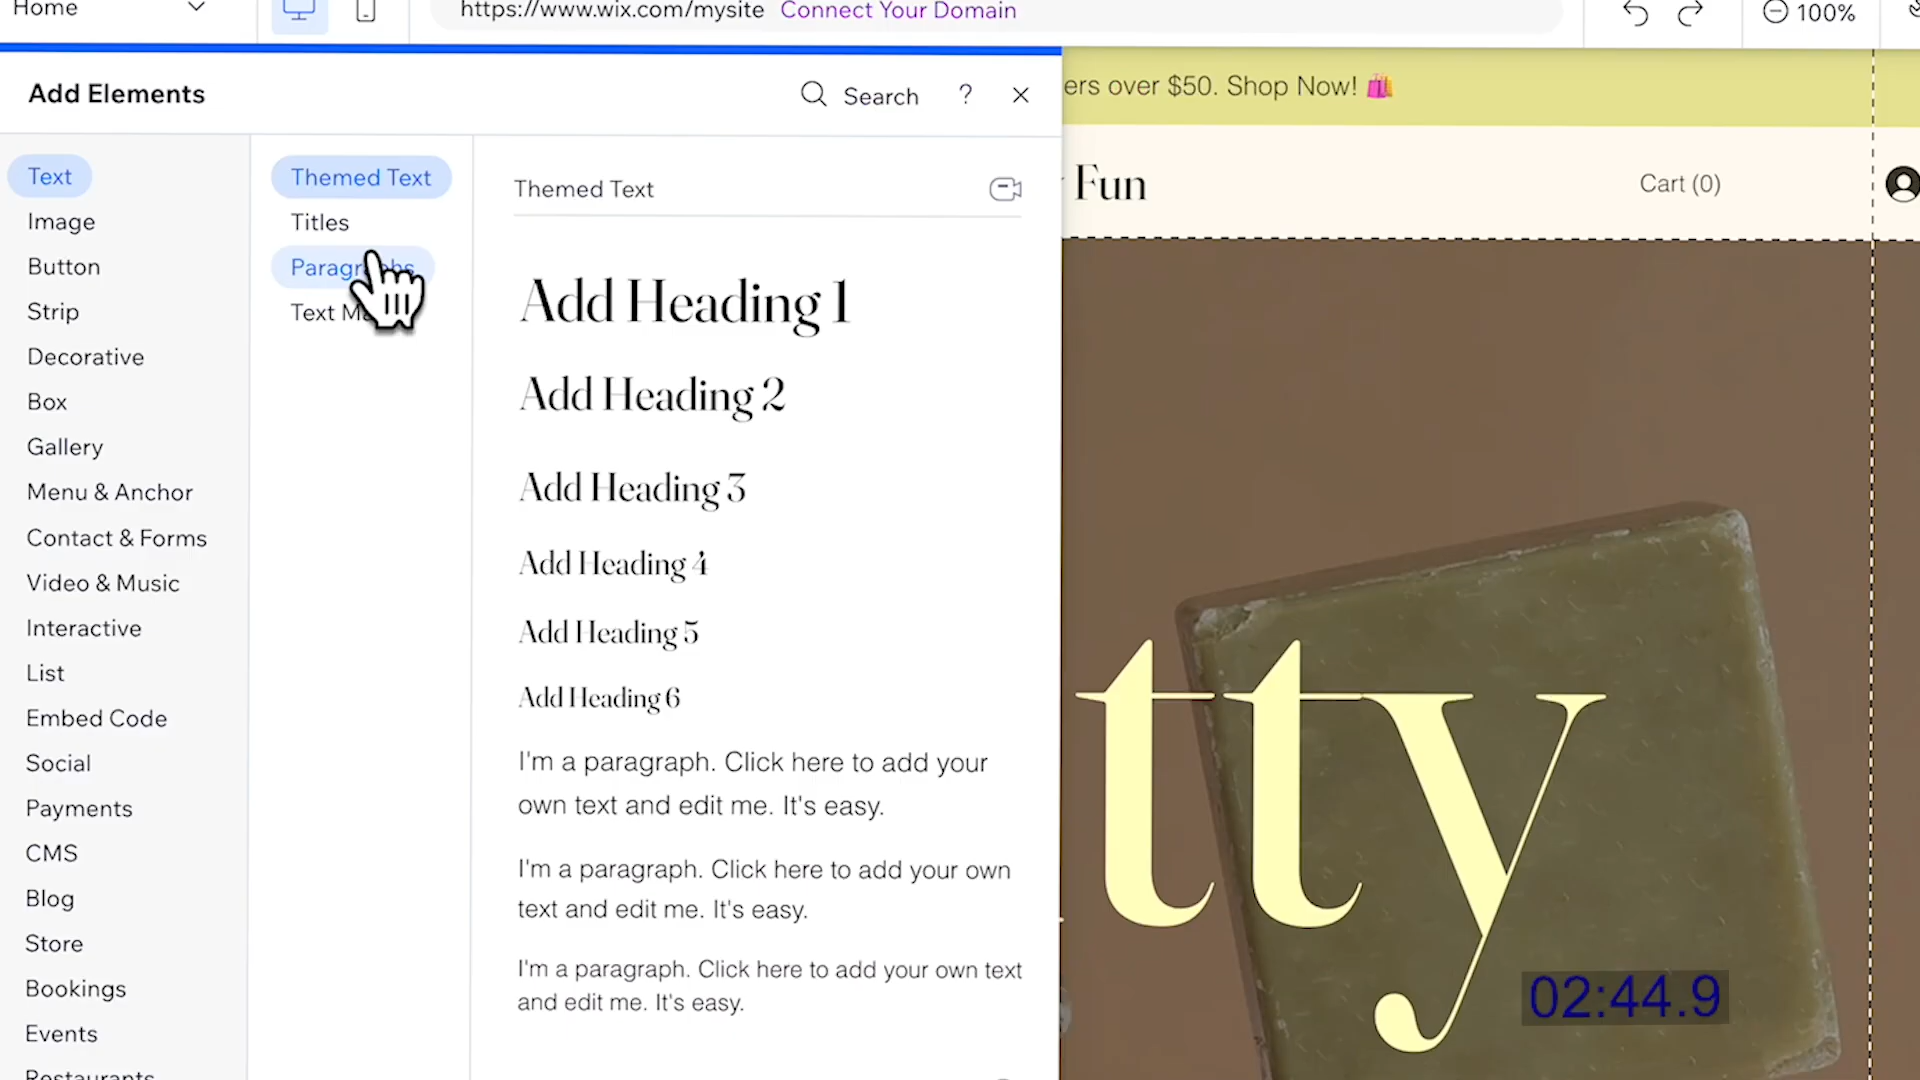 Home
https://www.wix.com/mysite Connect Your Domain
100%
Add Elements
Search
?
ers over $50. Shop Now! 🛍️
Fun
Cart (0)
Text
Image
Button
Strip
Decorative
Box
Gallery
Menu & Anchor
Contact & Forms
Video & Music
Interactive
List
Embed Code
Social
Payments
CMS
Blog
Store
Bookings
Events
Restaurants
Themed Text
Titles
Paragraphs
Text M
Themed Text
Add Heading 1
Add Heading 2
Add Heading 3
Add Heading 4
Add Heading 5
Add Heading 6
I'm a paragraph. Click here to add your
own text and edit me. It's easy.
I'm a paragraph. Click here to add your own
text and edit me. It's easy.
I'm a paragraph. Click here to add your own text
and edit me. It's easy.
tty
02:44.9